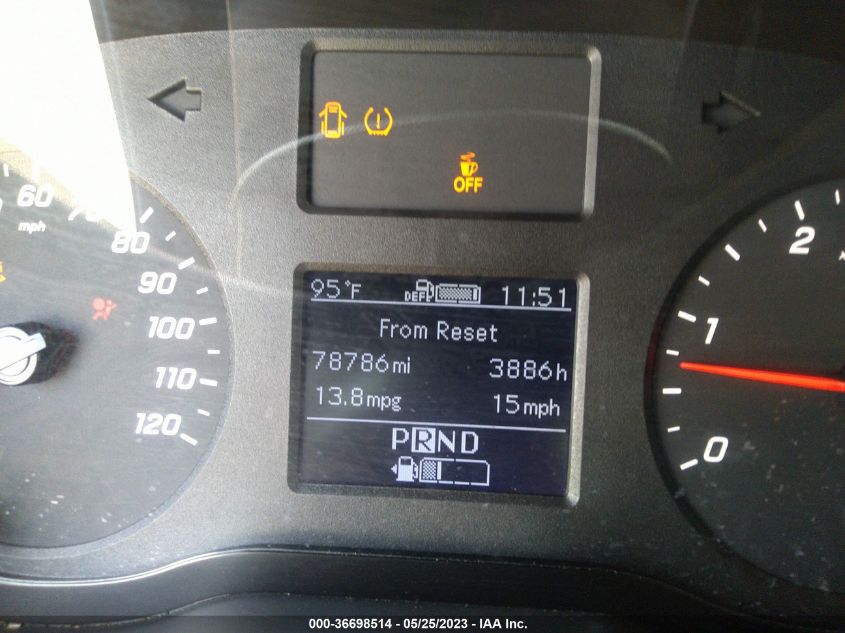 OFF
60
mph
70
80
90
100
110
120
95°F DEF 11:51
From Reset
78786mi 3886h
13.8mpg 15mph
PRND
2
1
0
000-36698514 / 05/25/2023 - IAA Inc.